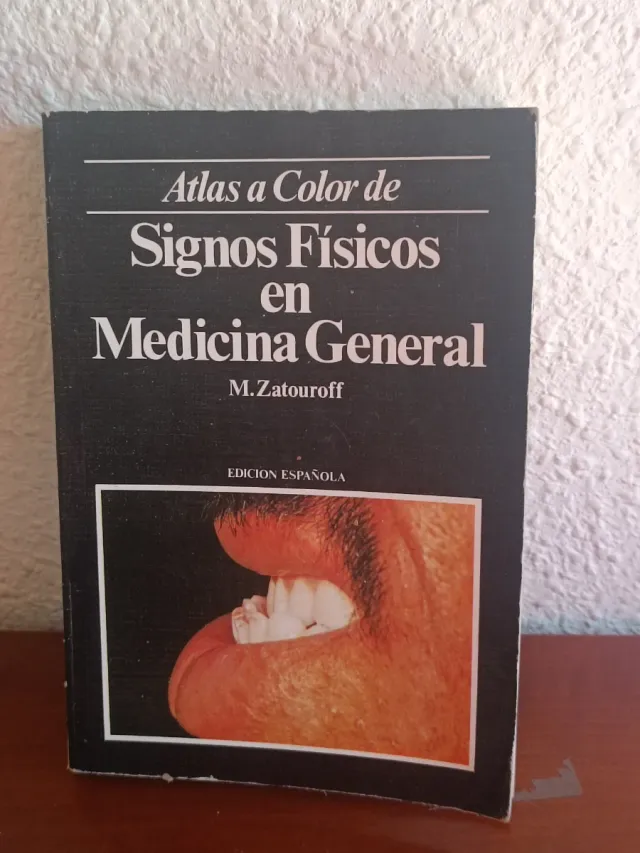 Atlas a Color de
Signos Físicos
en
Medicina General
M. Zatouroff
EDICION ESPAÑOLA